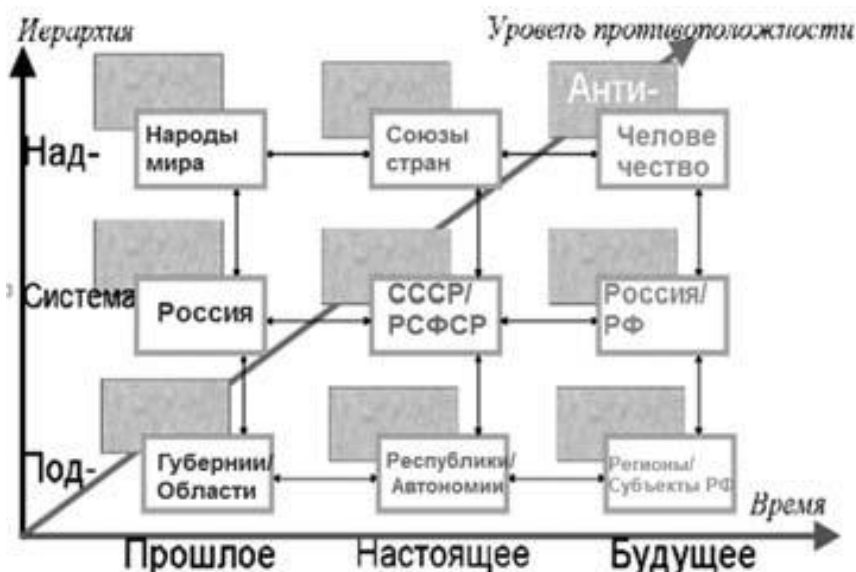 Иерархия
Уровень противоположности
Анти-
Над-
Народы
мира
Союзы
стран
Челове
чество
Система
Россия
СССР/
РСФСР
Россия/
РФ
Под-
Губернии/
Области
Республики/
Автономии
Регионы/
Субъекты РФ
Время
Прошлое
Настоящее
Будущее